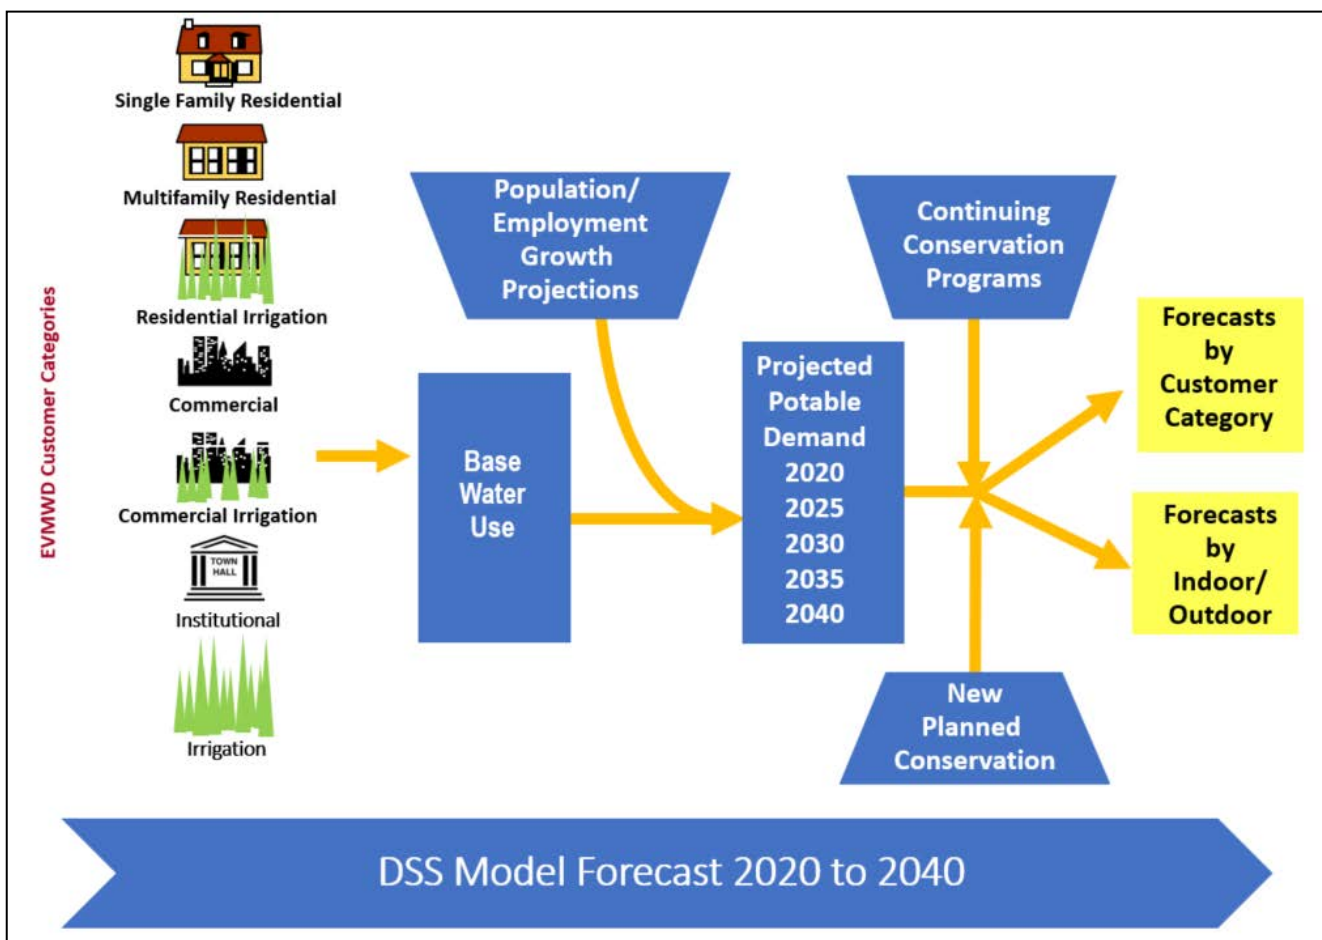 EVMWD Customer Categories
Single Family Residential
Multifamily Residential
Residential Irrigation
Commercial
Commercial Irrigation
TOWN
HALL
Institutional
Irrigation
Base
Water
Use
Population/
Employment
Growth
Projections
Projected
Potable
Demand
2020
2025
2030
2035
2040
Continuing
Conservation
Programs
New
Planned
Conservation
Forecasts
by
Customer
Category
Forecasts
by
Indoor/
Outdoor
DSS Model Forecast 2020 to 2040